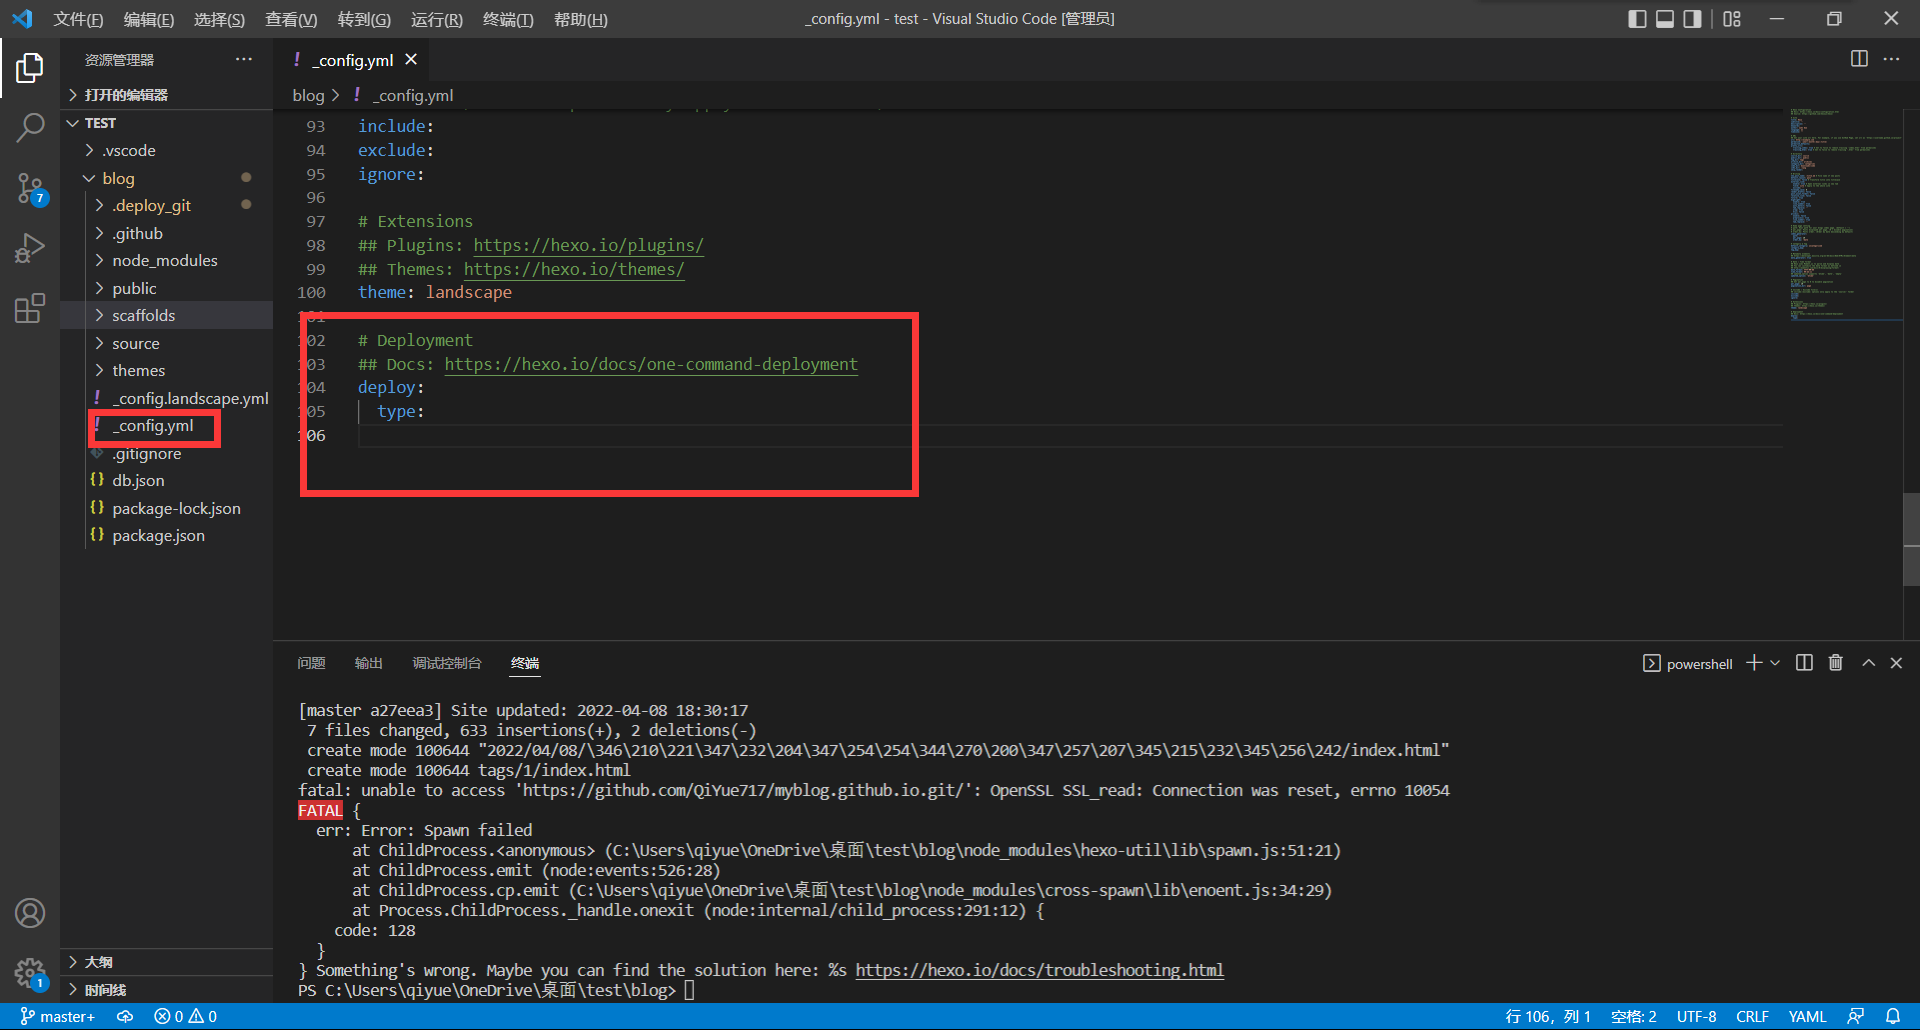 文件(F) 编辑(E) 选择(S) 查看(V) 转到(G) 运行(R) 终端(T) 帮助(H)
_config.yml - test - Visual Studio Code [管理员]
资源管理器
打开的编辑器
TEST
.vscode
blog
.deploy_git
.github
node_modules
public
scaffolds
source
themes
_config.landscape.yml
_config.yml
.gitignore
db.json
package-lock.json
package.json
大纲
时间线
7
1
_config.yml
blog > ! _config.yml
93 include:
94 exclude:
95 ignore:
96
97 # Extensions
98 ## Plugins: https://hexo.io/plugins/
99 ## Themes: https://hexo.io/themes/
100 theme: landscape
101
102 # Deployment
103 ## Docs: https://hexo.io/docs/one-command-deployment
104 deploy:
105 type:
106
问题 输出 调试控制台 终端
powershell
[master a27eea3] Site updated: 2022-04-08 18:30:17
7 files changed, 633 insertions(+), 2 deletions(-)
create mode 100644 "2022/04/08/\346\210\221\347\232\204\347\254\254\344\270\200\347\257\207\345\215\232\345\256\242/index.html"
create mode 100644 tags/1/index.html
fatal: unable to access 'https://github.com/QiYue717/myblog.github.io.git/': OpenSSL SSL_read: Connection was reset, errno 10054
FATAL {
err: Error: Spawn failed
at ChildProcess.<anonymous> (C:\Users\qiyue\OneDrive\桌面\test\blog\node_modules\hexo-util\lib\spawn.js:51:21)
at ChildProcess.emit (node:events:526:28)
at ChildProcess.cp.emit (C:\Users\qiyue\OneDrive\桌面\test\blog\node_modules\cross-spawn\lib\enoent.js:34:29)
at Process.ChildProcess._handle.onexit (node:internal/child_process:291:12) {
code: 128
}
} Something's wrong. Maybe you can find the solution here: %s https://hexo.io/docs/troubleshooting.html
PS C:\Users\qiyue\OneDrive\桌面\test\blog>
master+ 0 0
行 106，列 1 空格: 2 UTF-8 CRLF YAML